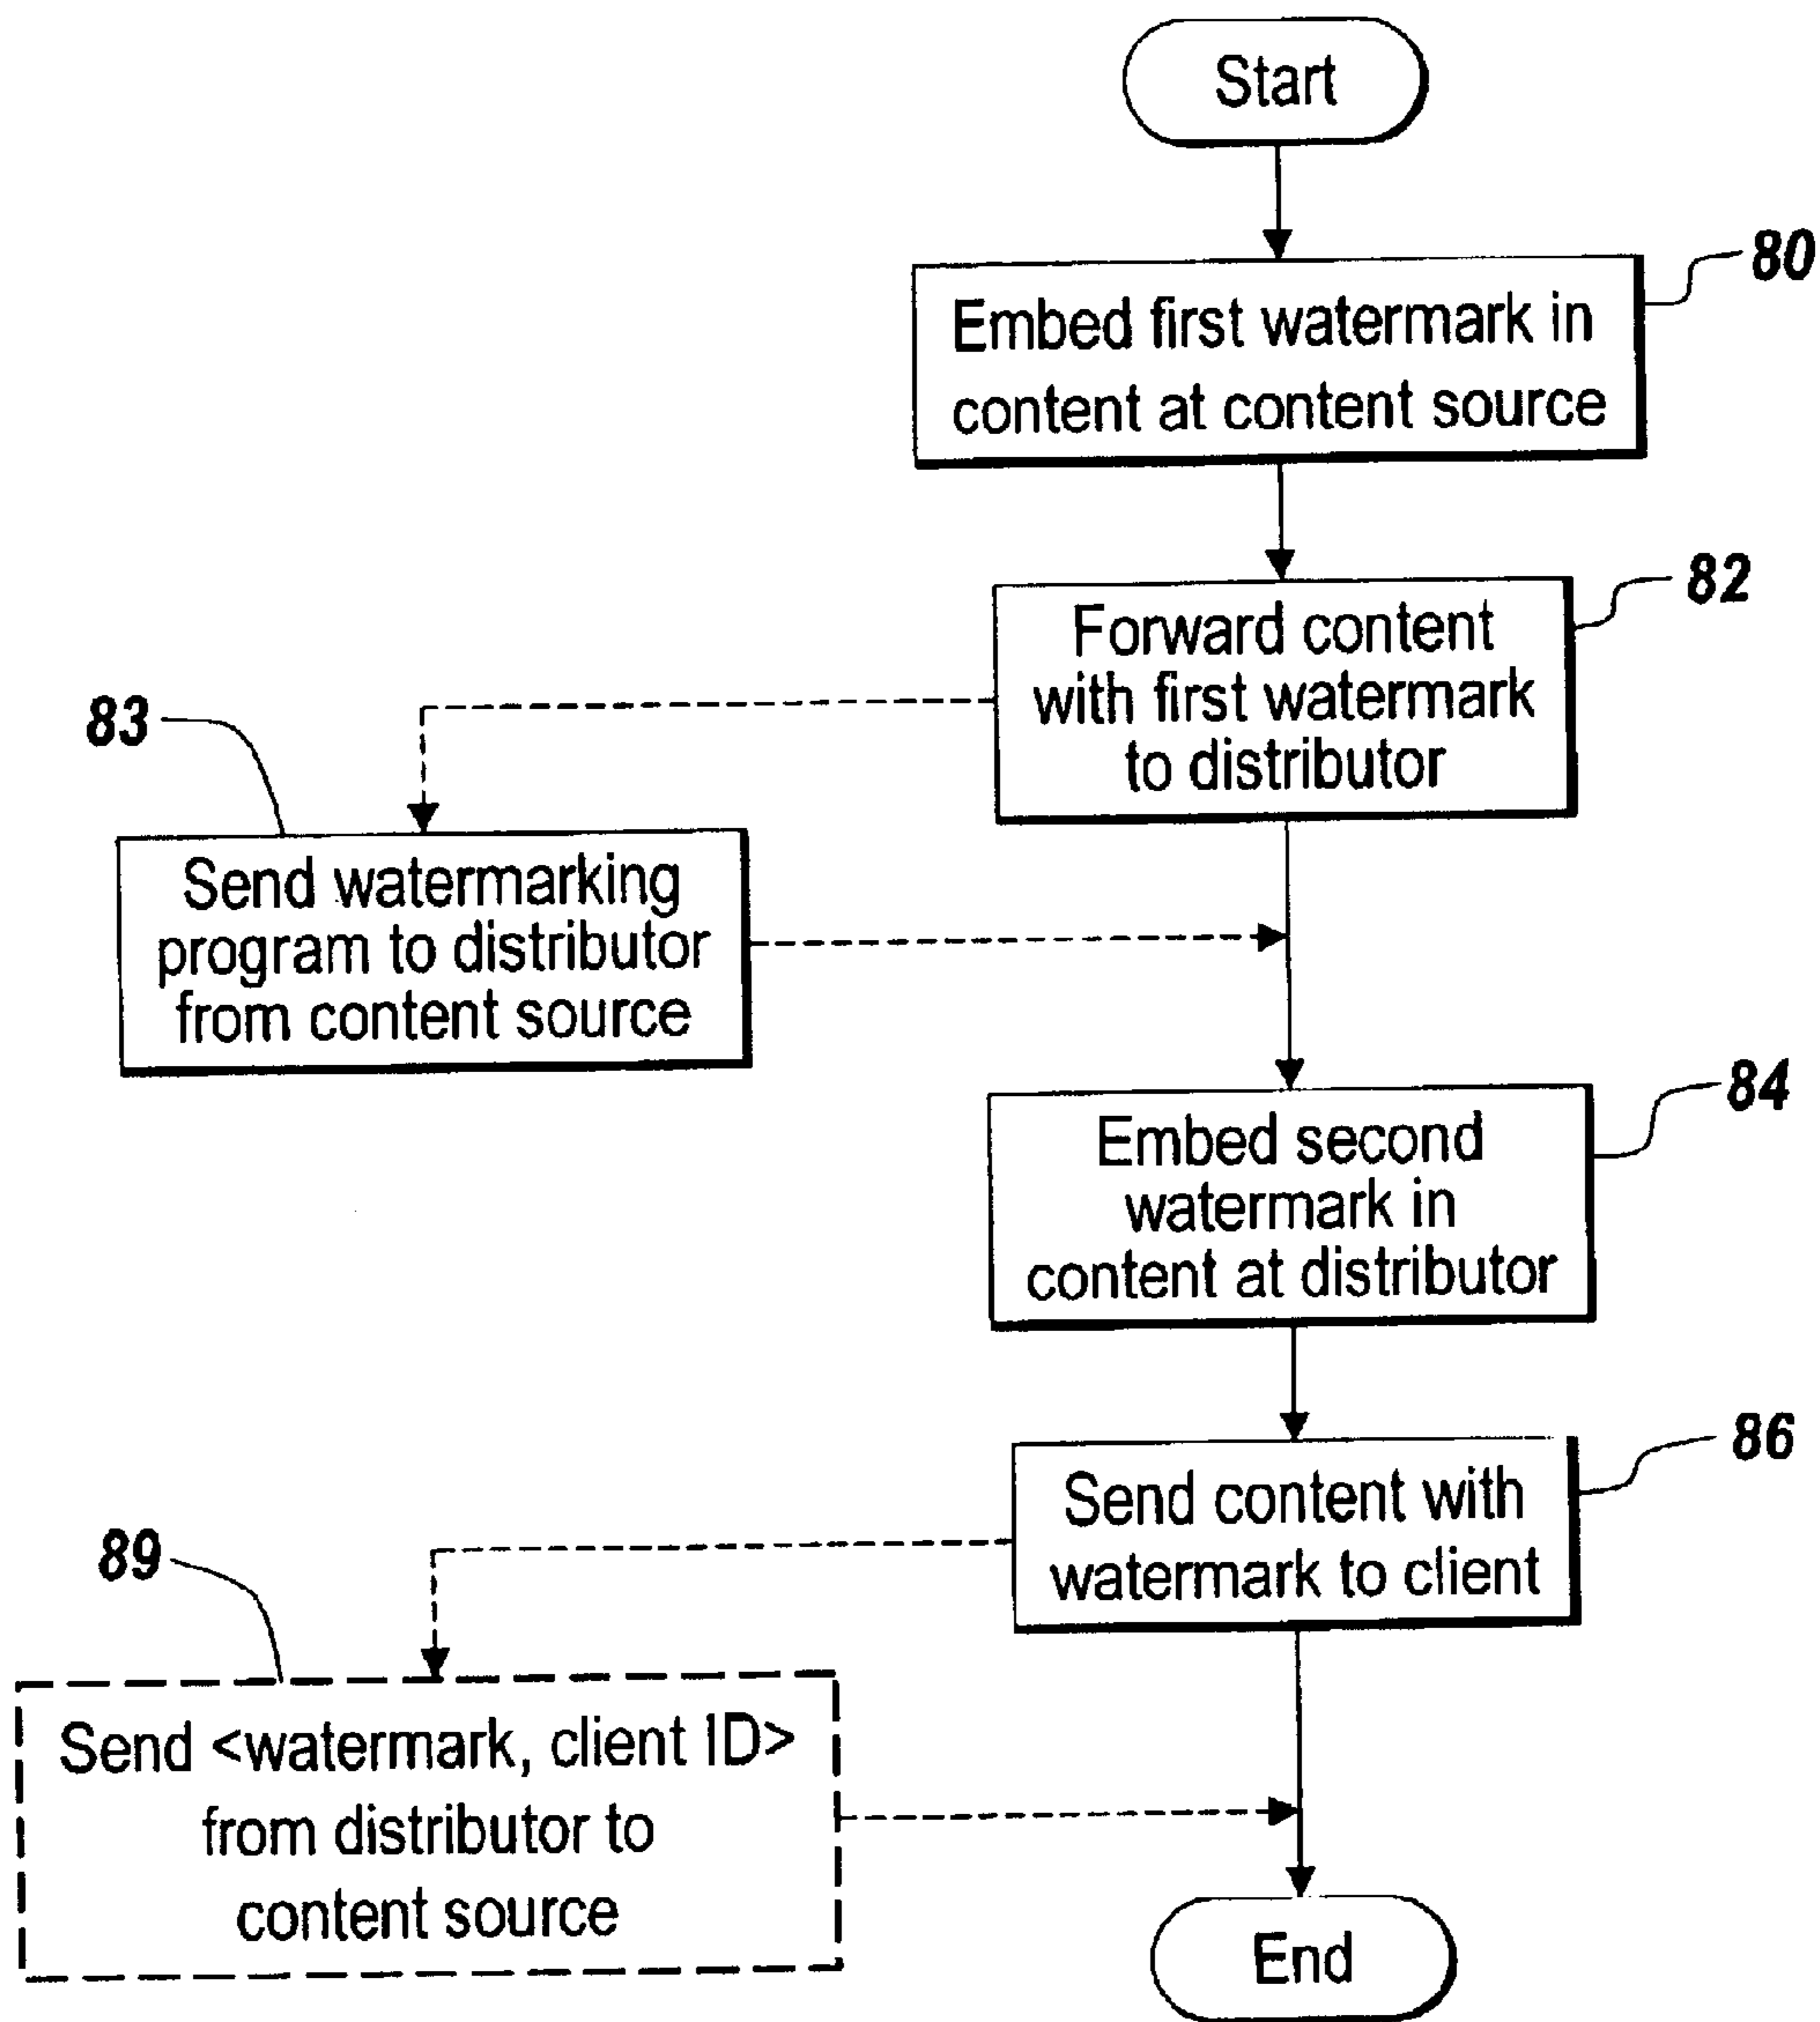 Start
80
Embed first watermark in
content at content source
82
Forward content
with first watermark
to distributor
83
Send watermarking
program to distributor
from content source
84
Embed second
watermark in
content at distributor
86
Send content with
watermark to client
89
Send <watermark, client ID>
from distributor to
content source
End